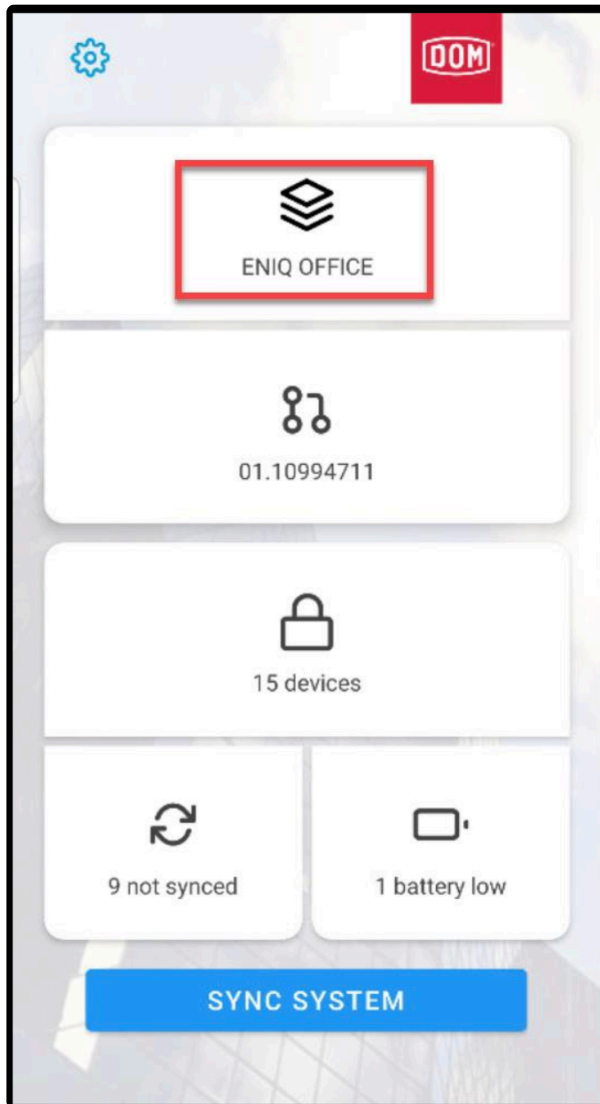 DOM
ENIQ OFFICE
01.10994711
15 devices
9 not synced
1 battery low
SYNC SYSTEM